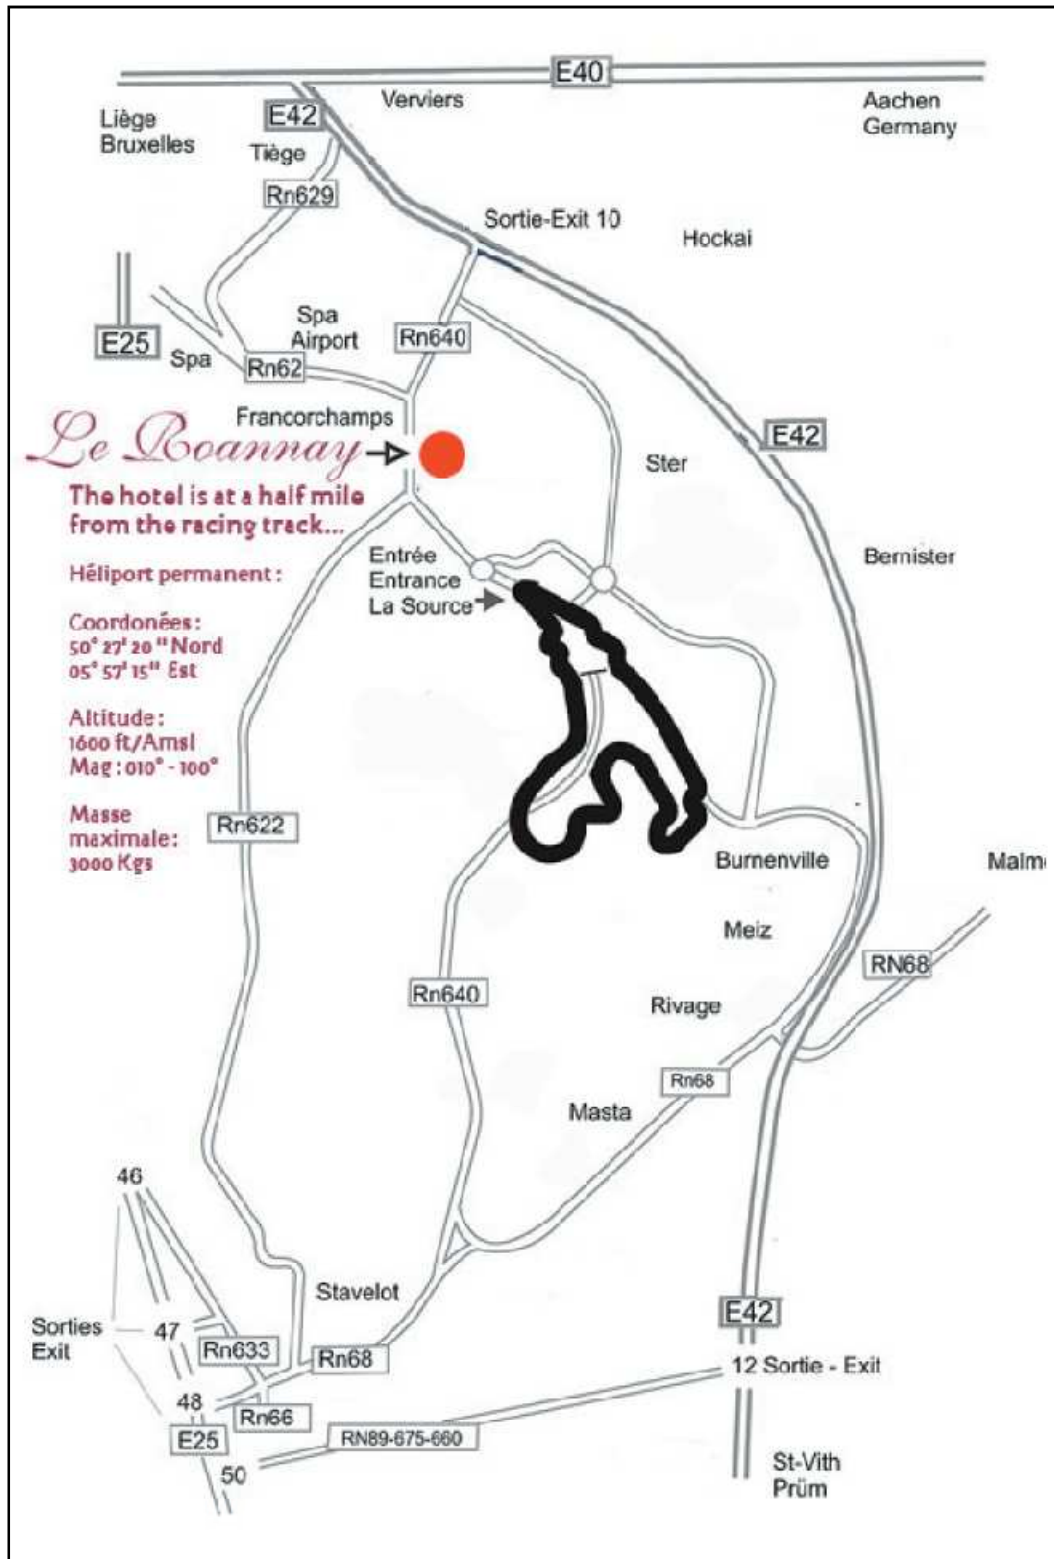 E40
Verviers
Aachen
Germany
Liège
Bruxelles
E42
Tiège
Rn629
Sortie-Exit 10
Hockai
E25
Spa
Airport
Rn640
Spa
Rn62
Francorchamps
E42
Le Roannay
Ster
The hotel is at a half mile
from the racing track...
Entrée
Entrance
La Source
Bernister
Héliport permanent :
Coordonées :
50° 27' 20 " Nord
05° 57' 15" Est
Altitude :
1600 ft/Amsl
Mag : 010° - 100°
Masse
maximale :
3000 Kgs
Rn622
Burnenville
Malm
Meiz
RN68
Rn640
Rivage
Rn68
Masta
46
Stavelot
E42
Sorties
Exit
47
Rn633
Rn68
12 Sortie - Exit
48
Rn66
E25
RN89-675-660
50
St-Vith
Prüm